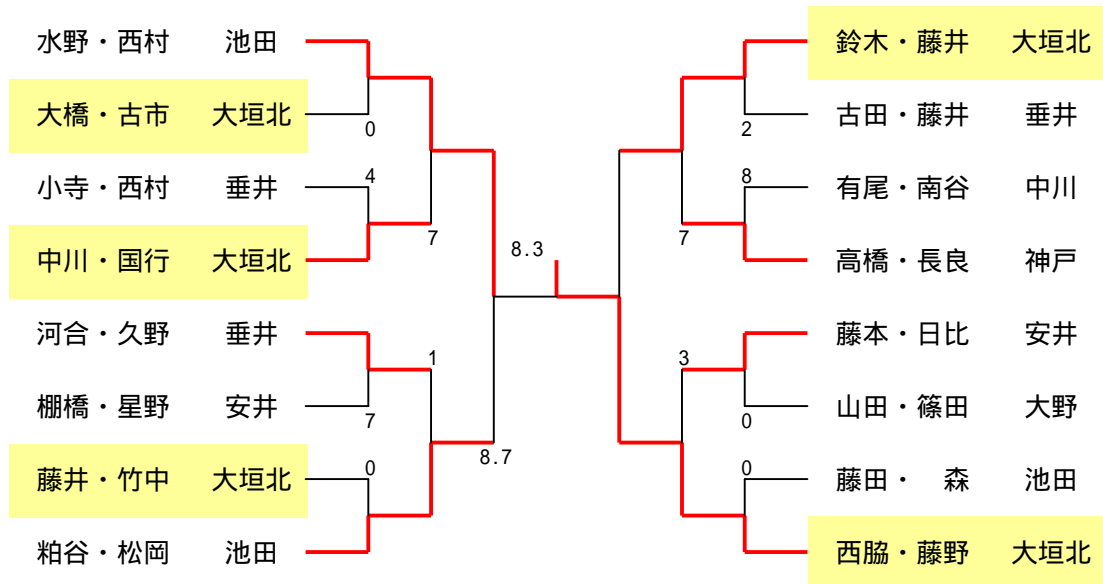 水野・西村 池田
大橋・古市 大垣北
0
小寺・西村 垂井
4
中川・国行 大垣北
7
河合・久野 垂井
1
棚橋・星野 安井
7
藤井・竹中 大垣北
0
粕谷・松岡 池田
8.7
8.3
鈴木・藤井 大垣北
古田・藤井 垂井
2
有尾・南谷 中川
8
高橋・長良 神戸
7
藤本・日比 安井
3
山田・篠田 大野
0
藤田・ 森 池田
0
西脇・藤野 大垣北